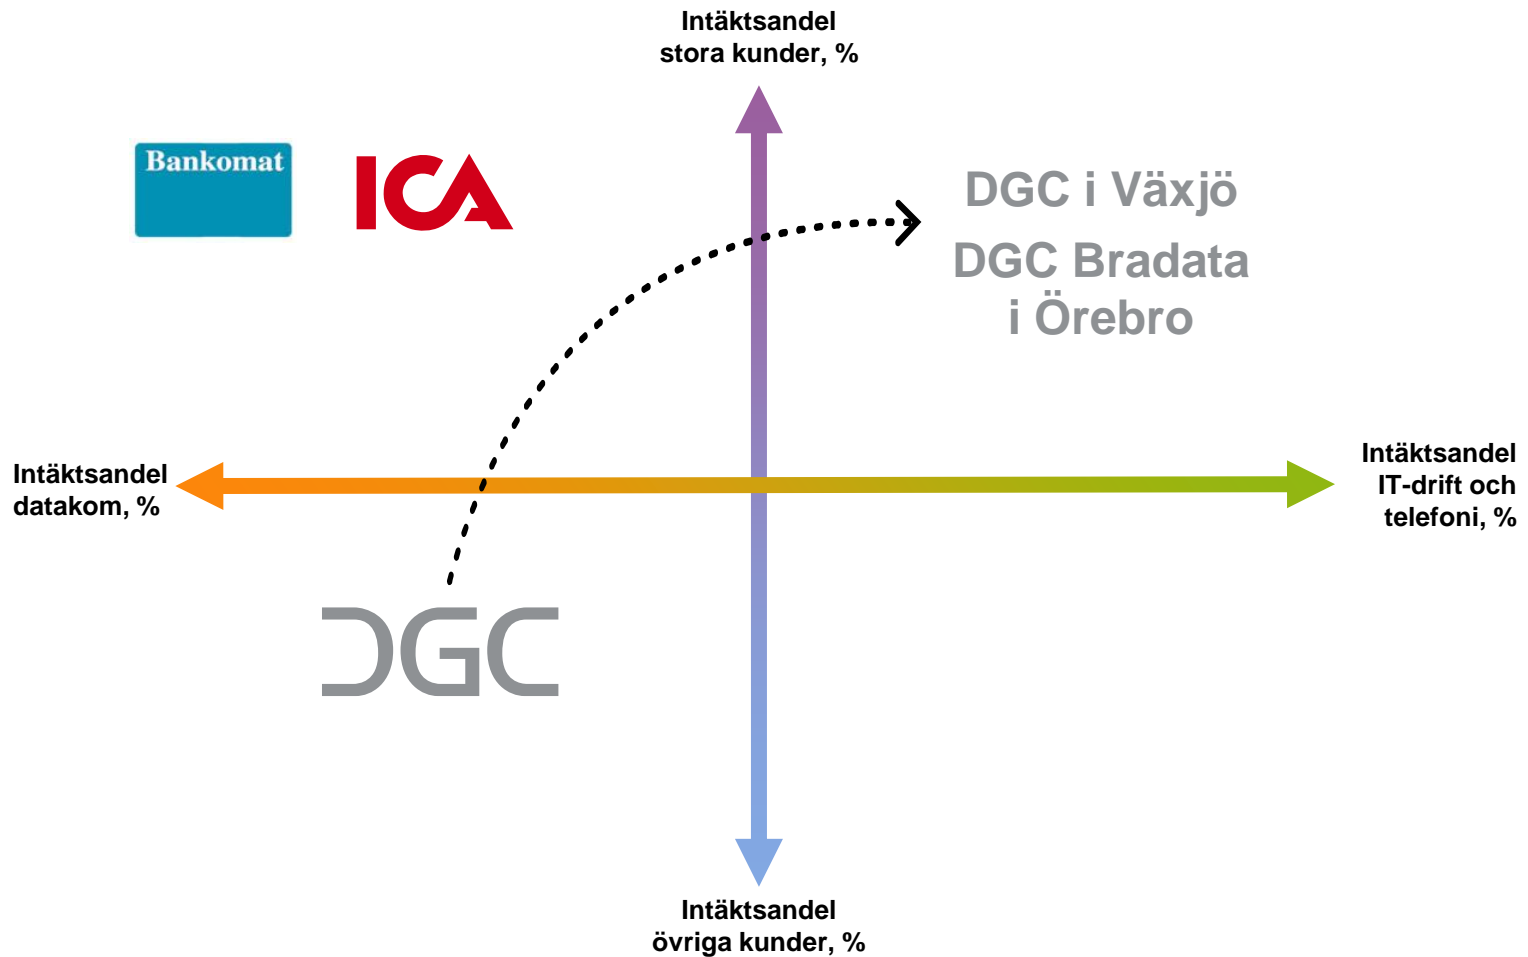 Intäktsandel
stora kunder, %
Bankomat
ICA
DGC i Växjö
DGC Bradata
i Örebro
Intäktsandel
datakom, %
Intäktsandel
IT-drift och
telefoni, %
DGC
Intäktsandel
övriga kunder, %